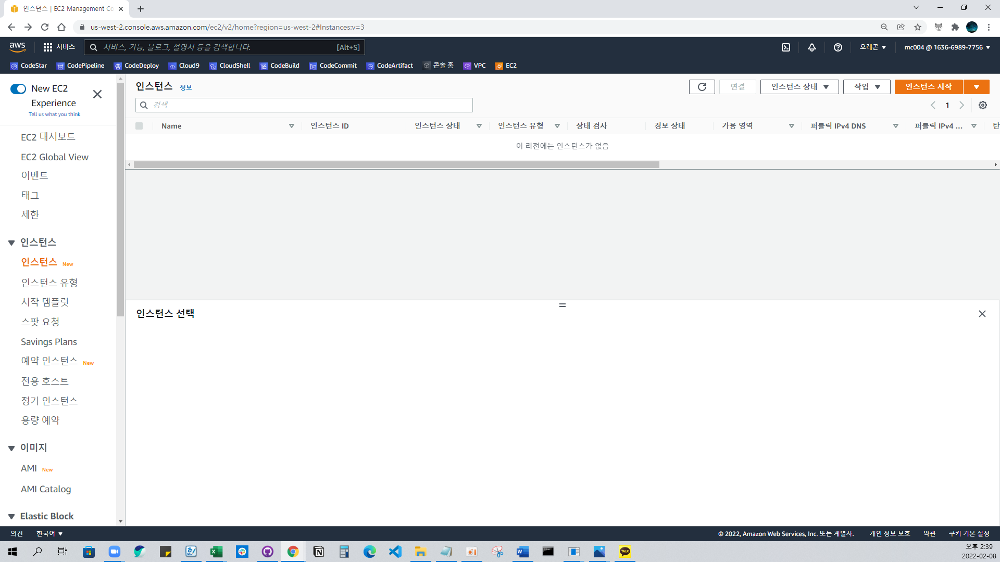 인스턴스 | EC2 Management Co
us-west-2.console.aws.amazon.com/ec2/v2/home?region=us-west-2#Instances:v=3
aws
서비스
서비스, 기능, 블로그, 설명서 등을 검색합니다.
[Alt+S]
오레곤
mc004 @ 1636-6989-7756
CodeStar
CodePipeline
CodeDeploy
Cloud9
CloudShell
CodeBuild
CodeCommit
CodeArtifact
콘솔 홈
VPC
EC2
New EC2
Experience
Tell us what you think
EC2 대시보드
EC2 Global View
이벤트
태그
제한
인스턴스
인스턴스 New
인스턴스 유형
시작 템플릿
스팟 요청
Savings Plans
예약 인스턴스 New
전용 호스트
정기 인스턴스
용량 예약
이미지
AMI New
AMI Catalog
Elastic Block
인스턴스 정보
연결
인스턴스 상태
작업
인스턴스 시작
검색
1
Name
인스턴스 ID
인스턴스 상태
인스턴스 유형
상태 검사
경보 상태
가용 영역
퍼블릭 IPv4 DNS
퍼블릭 IPv4 ...
탄
이 리전에는 인스턴스가 없음
인스턴스 선택
의견
한국어
© 2022, Amazon Web Services, Inc. 또는 계열사.
개인 정보 보호
약관
쿠키 기본 설정
TALK
오후 2:39
2022-02-08